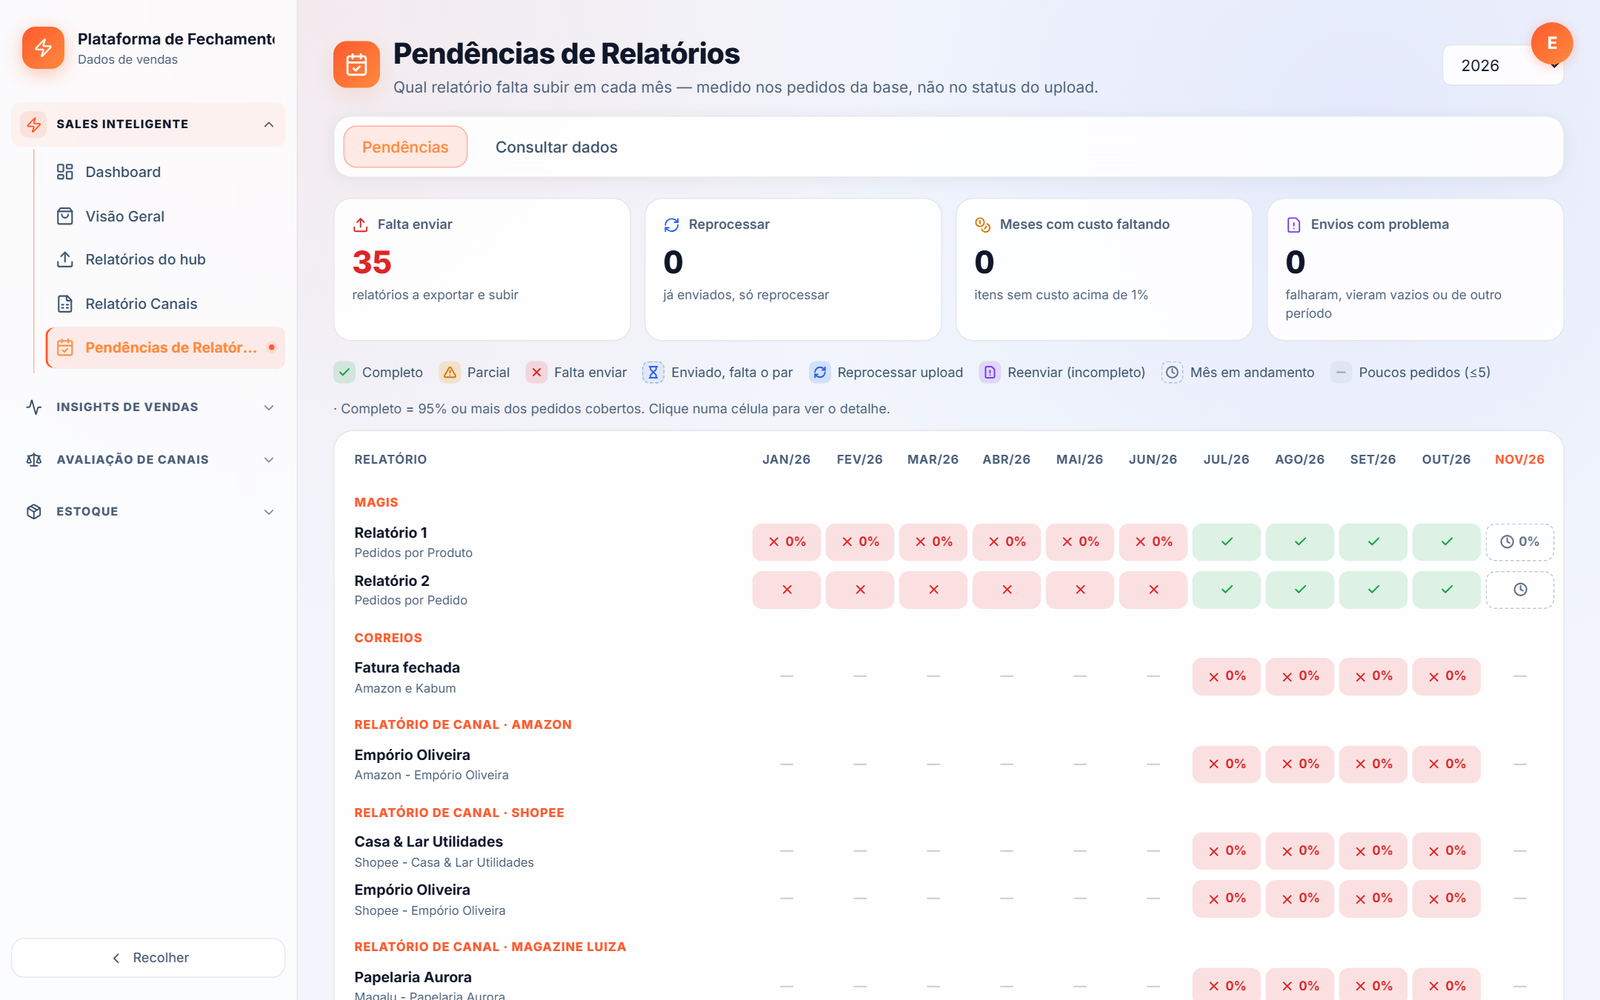 Plataforma de Fechament
Dados de vendas
SALES INTELIGENTE
Dashboard
Visão Geral
Relatórios do hub
Relatório Canais
Pendências de Relatór...
INSIGHTS DE VENDAS
AVALIAÇÃO DE CANAIS
ESTOQUE
Recolher
Pendências de Relatórios
Qual relatório falta subir em cada mês — medido nos pedidos da base, não no status do upload.
2026
E
Pendências Consultar dados
Falta enviar
35
relatórios a exportar e subir
Reprocessar
0
já enviados, só reprocessar
Meses com custo faltando
0
itens sem custo acima de 1%
Envios com problema
0
falharam, vieram vazios ou de outro
período
Completo Parcial Falta enviar Enviado, falta o par Reprocessar upload Reenviar (incompleto) Mês em andamento Poucos pedidos (≤5)
· Completo = 95% ou mais dos pedidos cobertos. Clique numa célula para ver o detalhe.
RELATÓRIO JAN/26 FEV/26 MAR/26 ABR/26 MAI/26 JUN/26 JUL/26 AGO/26 SET/26 OUT/26 NOV/26
MAGIS
Relatório 1
Pedidos por Produto
0% 0% 0% 0% 0% 0% 0%
Relatório 2
Pedidos por Pedido
CORREIOS
Fatura fechada
Amazon e Kabum
— — — — — — 0% 0% 0% 0% —
RELATÓRIO DE CANAL · AMAZON
Empório Oliveira
Amazon - Empório Oliveira
— — — — — — 0% 0% 0% 0% —
RELATÓRIO DE CANAL · SHOPEE
Casa & Lar Utilidades
Shopee - Casa & Lar Utilidades
— — — — — — 0% 0% 0% 0% —
Empório Oliveira
Shopee - Empório Oliveira
— — — — — — 0% 0% 0% 0% —
RELATÓRIO DE CANAL · MAGAZINE LUIZA
Papelaria Aurora
Magalu - Papelaria Aurora
— — — — — — 0% 0% 0% 0% —